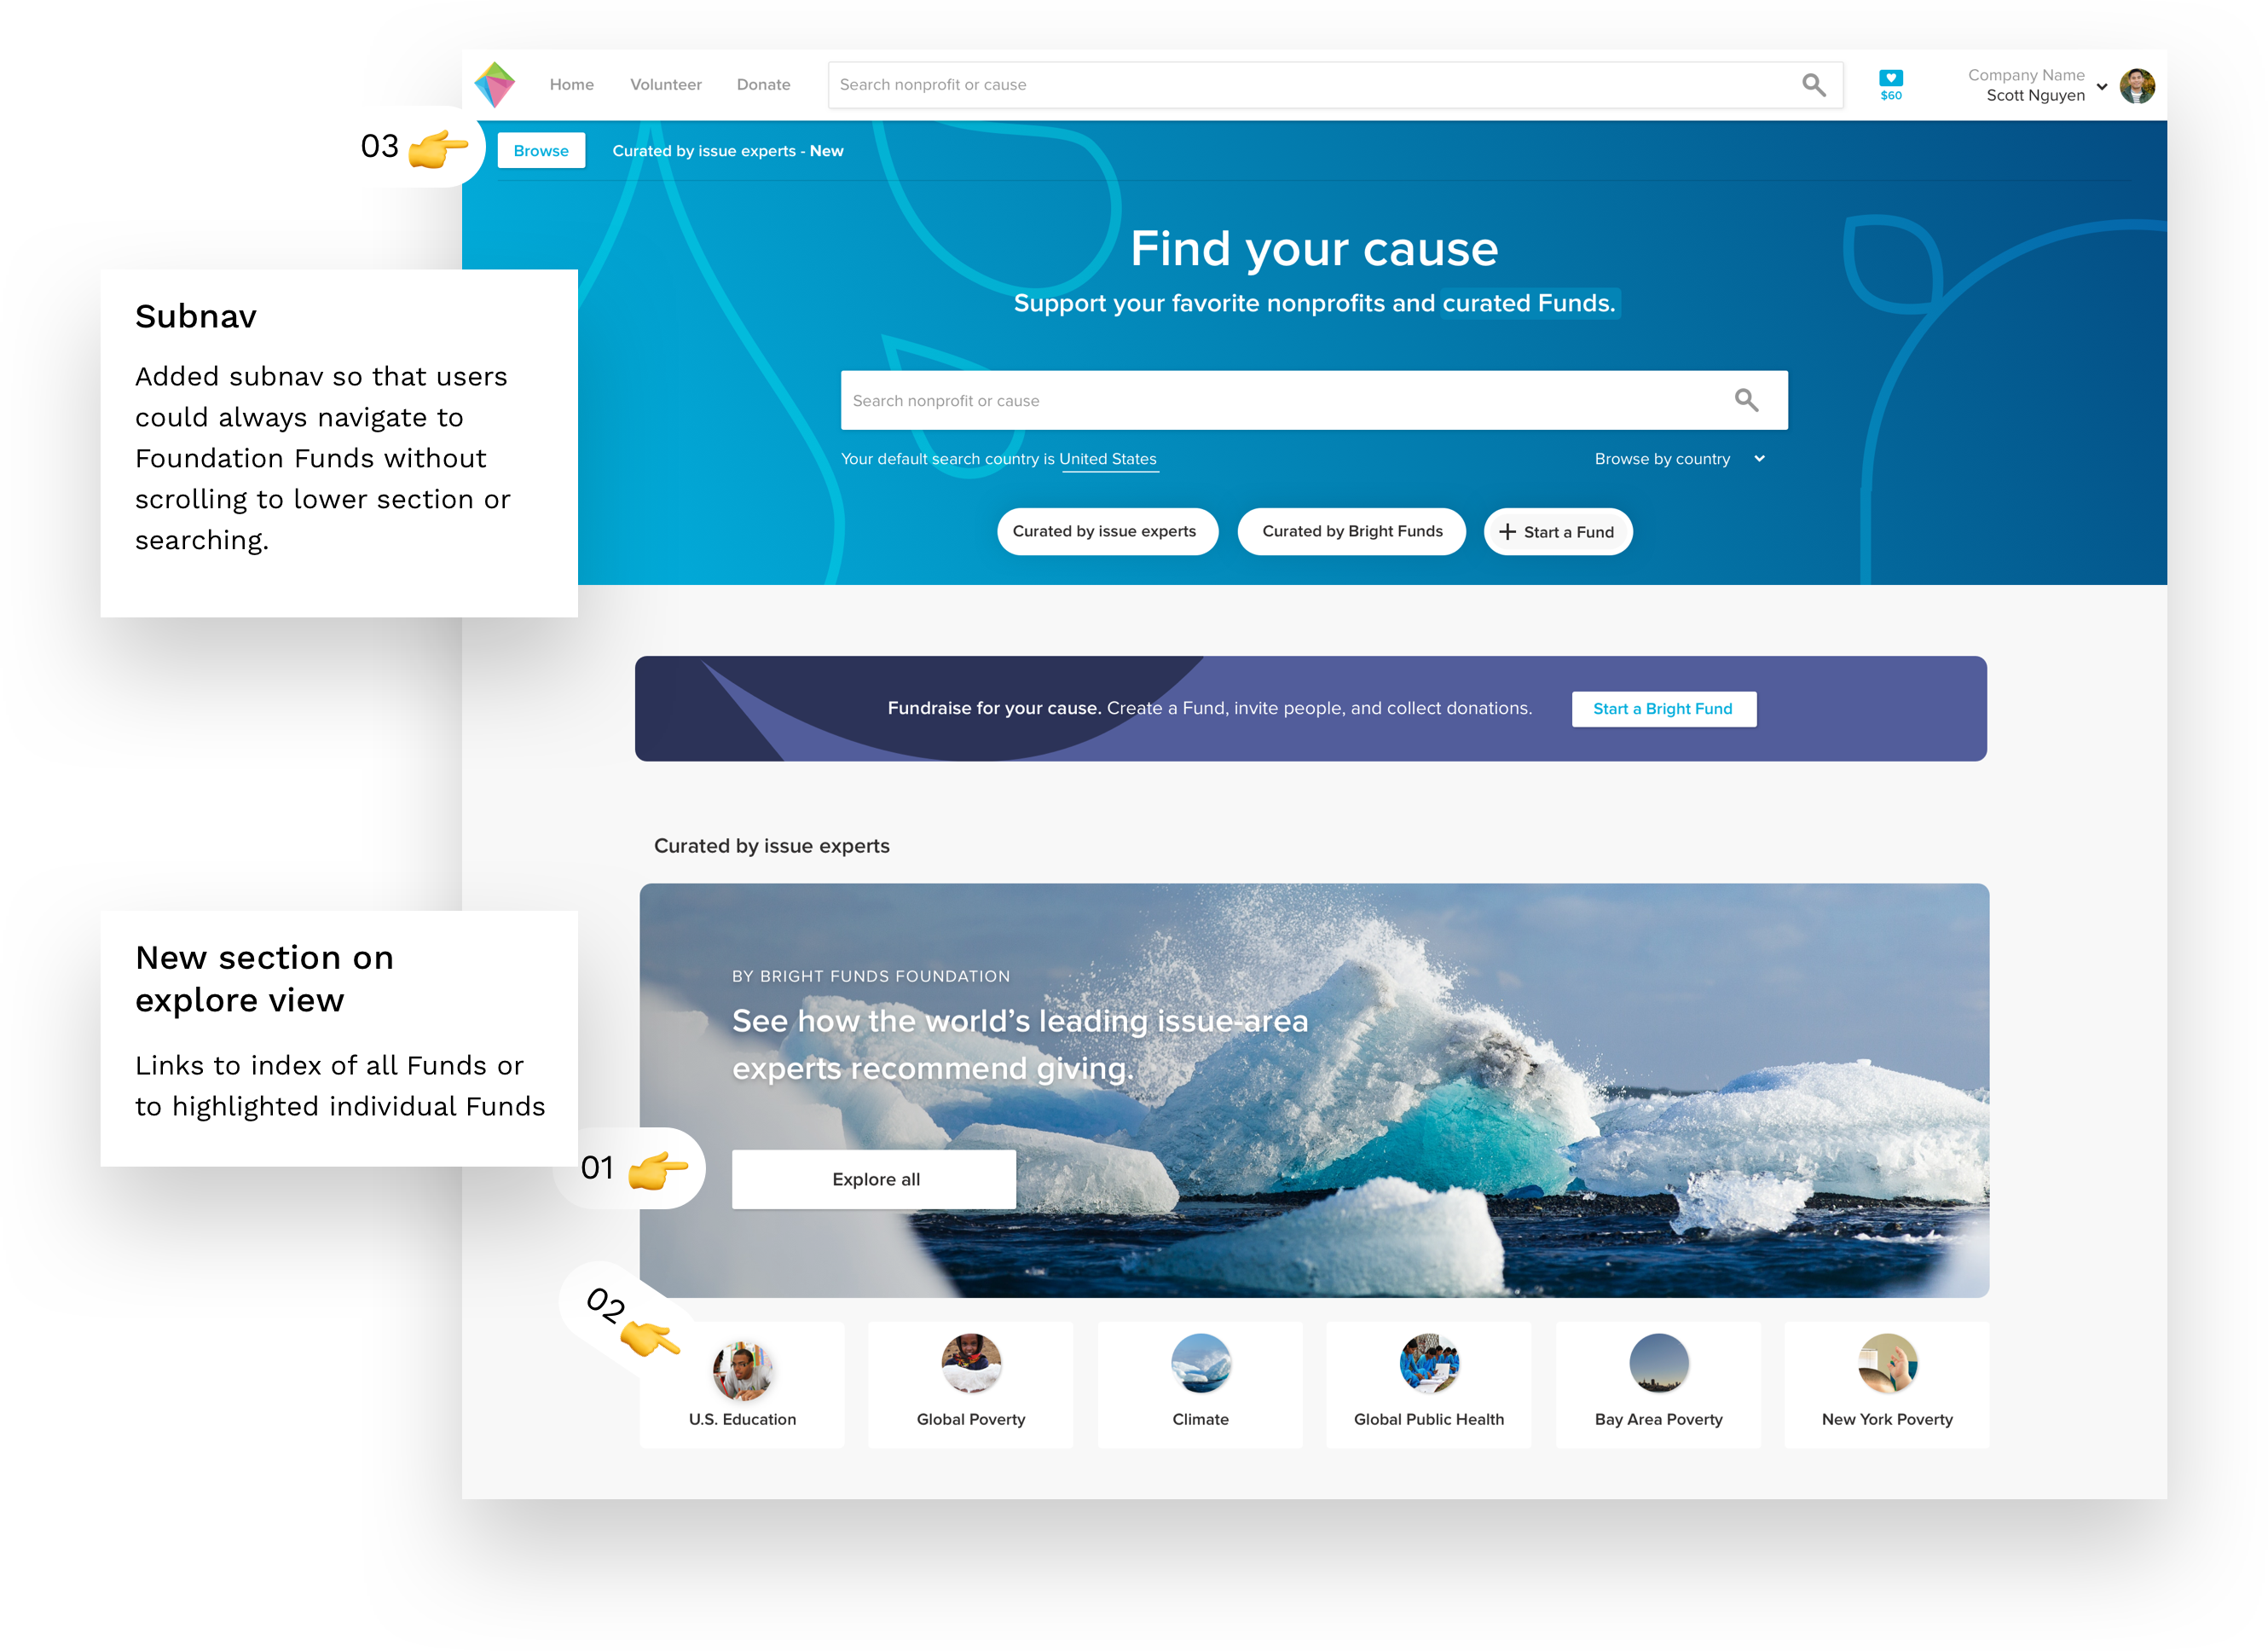 Home
Volunteer
Donate
Search nonprofit or cause
$60
Company Name
Scott Nguyen
03
Browse
Curated by issue experts - New
Find your cause
Support your favorite nonprofits and curated Funds.
Search nonprofit or cause
Your default search country is United States
Browse by country
Curated by issue experts
Curated by Bright Funds
Start a Fund
Subnav
Added subnav so that users
could always navigate to
Foundation Funds without
scrolling to lower section or
searching.
Fundraise for your cause. Create a Fund, invite people, and collect donations.
Start a Bright Fund
Curated by issue experts
New section on
explore view
Links to index of all Funds or
to highlighted individual Funds
BY BRIGHT FUNDS FOUNDATION
See how the world’s leading issue-area
experts recommend giving.
01
Explore all
02
U.S. Education
Global Poverty
Climate
Global Public Health
Bay Area Poverty
New York Poverty